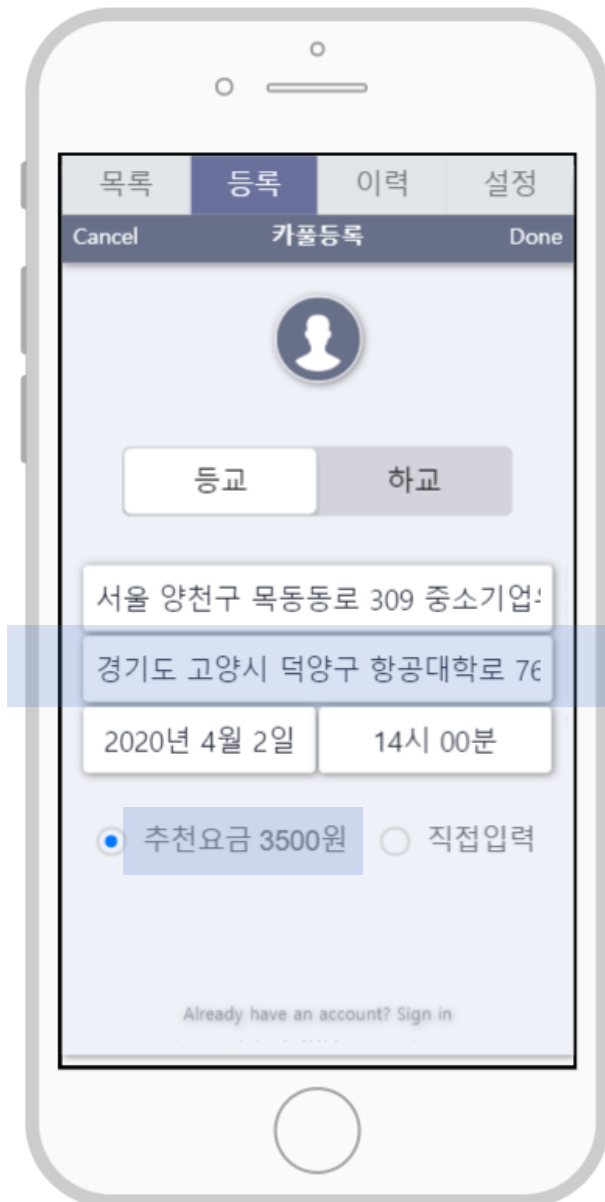 목록 등록 이력 설정
Cancel 카풀등록 Done
등교 하교
서울 양천구 목동동로 309 중소기업
경기도 고양시 덕양구 항공대학로 76
2020년 4월 2일 14시 00분
추천요금 3500원 직접입력
Already have an account? Sign in